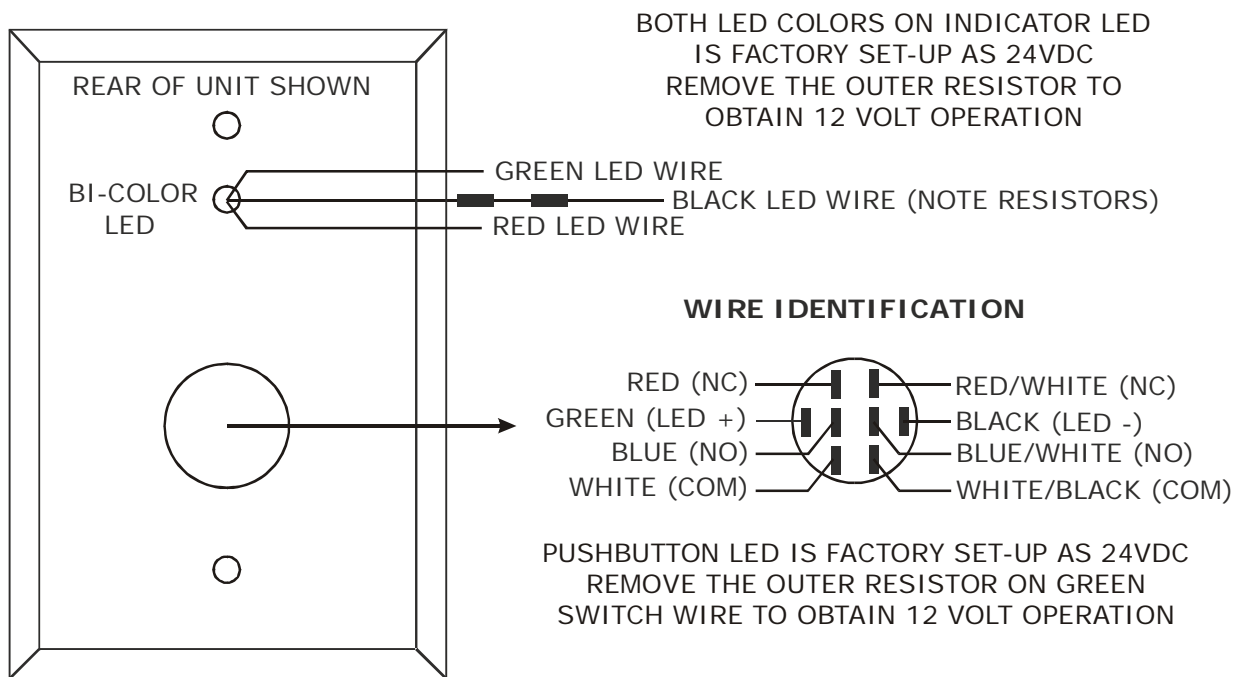 BOTH LED COLORS ON INDICATOR LED
IS FACTORY SET-UP AS 24VDC
REMOVE THE OUTER RESISTOR TO
OBTAIN 12 VOLT OPERATION
REAR OF UNIT SHOWN
BI-COLOR
LED
GREEN LED WIRE
BLACK LED WIRE (NOTE RESISTORS)
RED LED WIRE
WIRE IDENTIFICATION
RED (NC)
GREEN (LED +)
BLUE (NO)
WHITE (COM)
RED/WHITE (NC)
BLACK (LED -)
BLUE/WHITE (NO)
WHITE/BLACK (COM)
PUSHBUTTON LED IS FACTORY SET-UP AS 24VDC
REMOVE THE OUTER RESISTOR ON GREEN
SWITCH WIRE TO OBTAIN 12 VOLT OPERATION